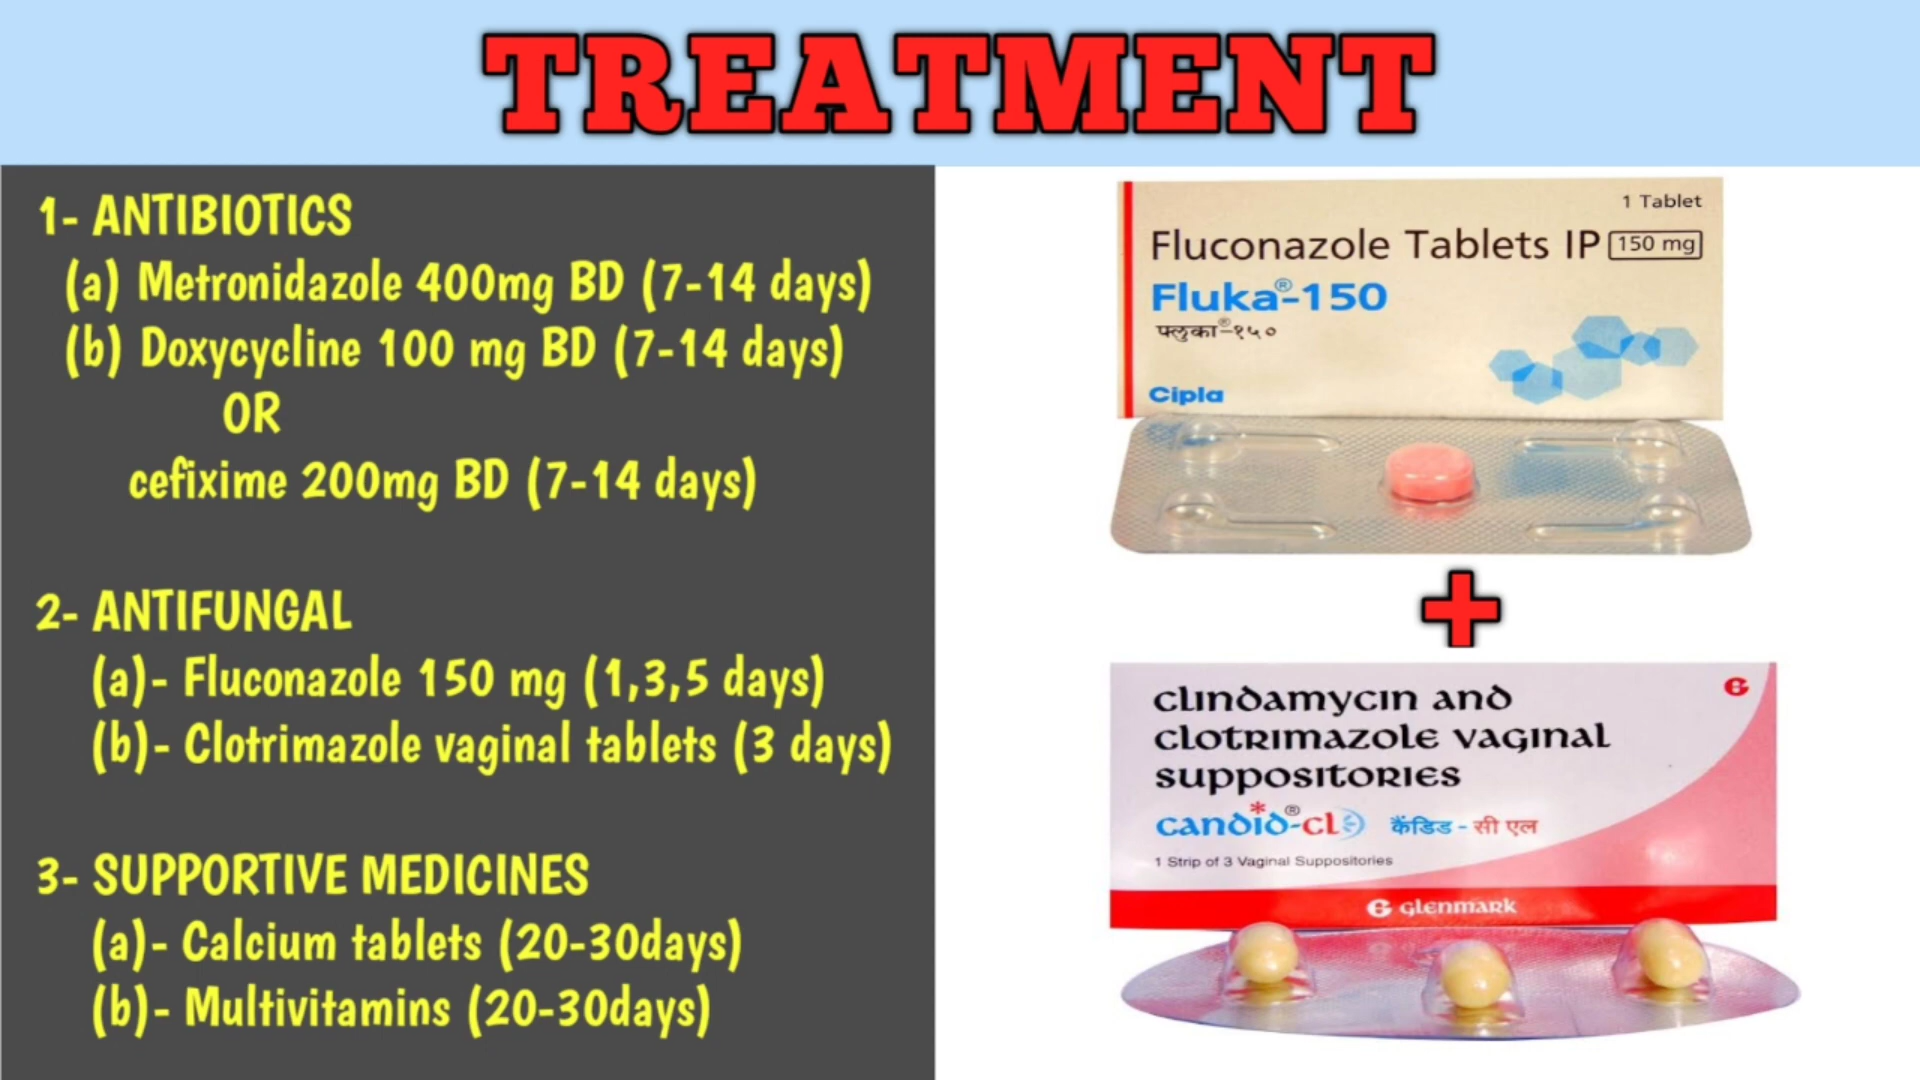 TREATMENT
1- ANTIBIOTICS
(a) Metronidazole 400mg BD (7-14 days)
(b) Doxycycline 100 mg BD (7-14 days)
OR
cefixime 200mg BD (7-14 days)
2- ANTIFUNGAL
(a)- Fluconazole 150 mg (1,3,5 days)
(b)- Clotrimazole vaginal tablets (3 days)
3- SUPPORTIVE MEDICINES
(a)- Calcium tablets (20-30days)
(b)- Multivitamins (20-30days)
1 Tablet
Fluconazole Tablets IP 150 mg
Fluka®-150
फ्लुका®-१५०
Cipla
+
clindamycin and
clotrimazole vaginal
suppositories
candid*®-cl
कैंडिड - सी एल
1 Strip of 3 Vaginal Suppositories
glenmark